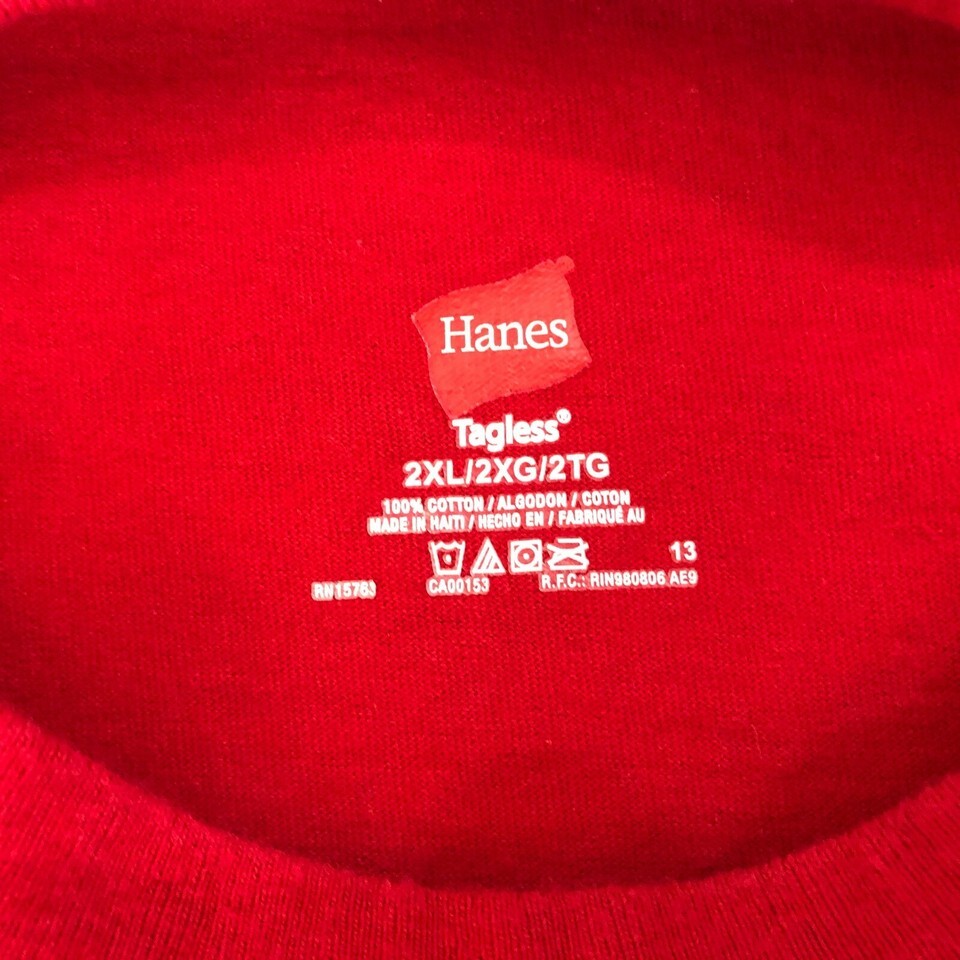 Hanes
Tagless®
2XL/2XG/2TG
100% COTTON / ALGODON / COTON
MADE IN HAITI / HECHO EN / FABRIQUÉ AU
13
RN15763 CA00153 R.F.C.: RIN980806 AE9